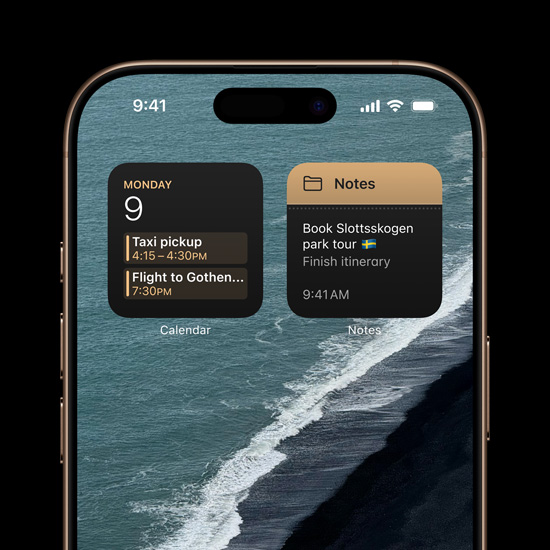 9:41
MONDAY
9
Taxi pickup
4:15 – 4:30PM
Flight to Gothen...
7:30PM
Calendar
Notes
Book Slottsskogen
park tour 🇸🇪
Finish itinerary
9:41 AM
Notes